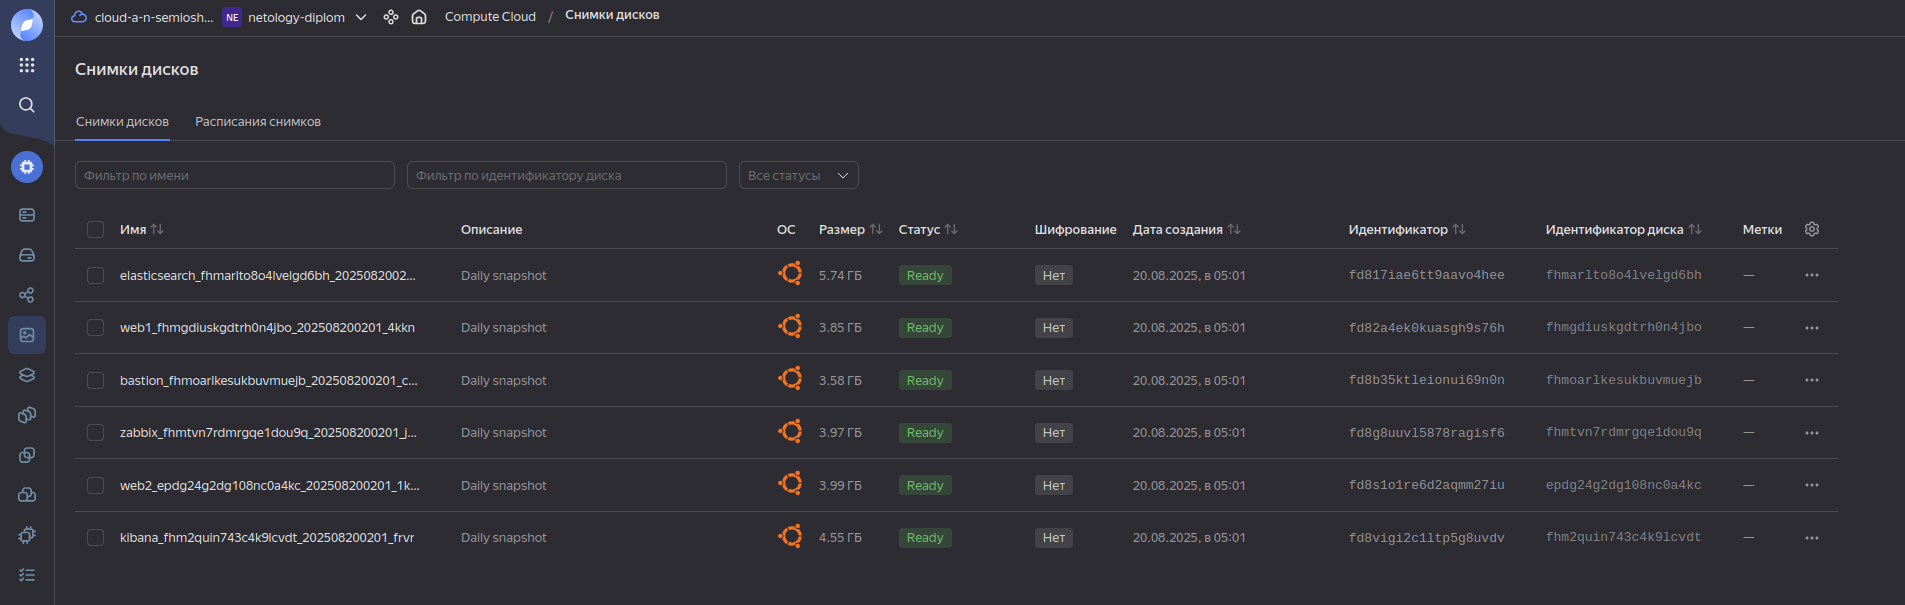 cloud-a-n-semiosh... NE netology-diplom Compute Cloud / Снимки дисков
Снимки дисков
Снимки дисков Расписания снимков
Фильтр по имени Фильтр по идентификатору диска Все статусы
Имя Описание ОС Размер Статус Шифрование Дата создания Идентификатор Идентификатор диска Метки
elasticsearch_fhmarlto8o4lvelgd6bh_2025082002... Daily snapshot 5.74 ГБ Ready Нет 20.08.2025, в 05:01 fd817iae6tt9aavo4hee fhmarlto8o4lvelgd6bh —
web1_fhmgdiuskgdtrh0n4jbo_202508200201_4kkn Daily snapshot 3.85 ГБ Ready Нет 20.08.2025, в 05:01 fd82a4ek0kuasgh9s76h fhmgdiuskgdtrh0n4jbo —
bastion_fhmoarlkesukbuvmuejb_202508200201_c... Daily snapshot 3.58 ГБ Ready Нет 20.08.2025, в 05:01 fd8b35ktleionui69n0n fhmoarlkesukbuvmuejb —
zabbix_fhmtvn7rdmrgqe1dou9q_202508200201_j... Daily snapshot 3.97 ГБ Ready Нет 20.08.2025, в 05:01 fd8g8uuvl5878ragisf6 fhmtvn7rdmrgqe1dou9q —
web2_epdg24g2dg108nc0a4kc_202508200201_1k... Daily snapshot 3.99 ГБ Ready Нет 20.08.2025, в 05:01 fd8s1o1re6d2aqmm27iu epdg24g2dg108nc0a4kc —
kibana_fhm2quin743c4k9lcvdt_202508200201_frvr Daily snapshot 4.55 ГБ Ready Нет 20.08.2025, в 05:01 fd8vigi2c1ltp5g8uvdv fhm2quin743c4k9lcvdt —